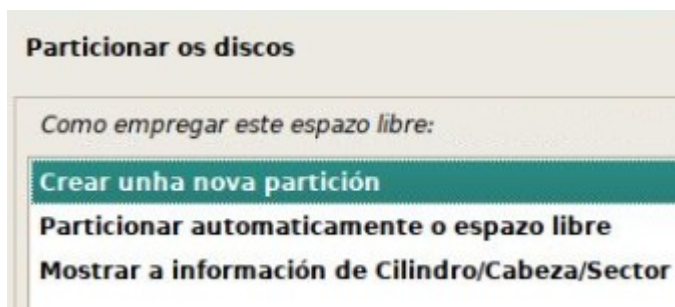 Particionar os discos
Como empregar este espazo libre:
Crear unha nova partición
Particionar automaticamente o espazo libre
Mostrar a información de Cilindro/Cabeza/Sector